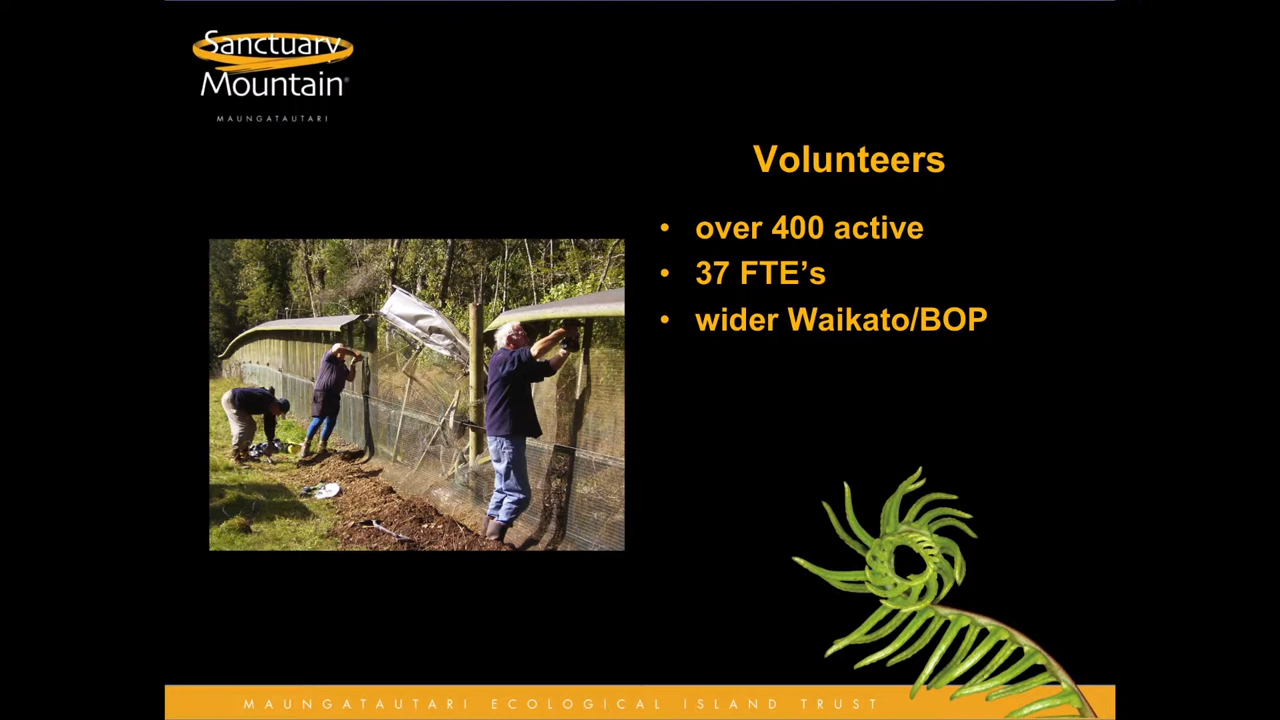 Sanctuary
Mountain®
MAUNGATAUTARI
Volunteers
• over 400 active
• 37 FTE’s
• wider Waikato/BOP
MAUNGATAUTARI ECOLOGICAL ISLAND TRUST